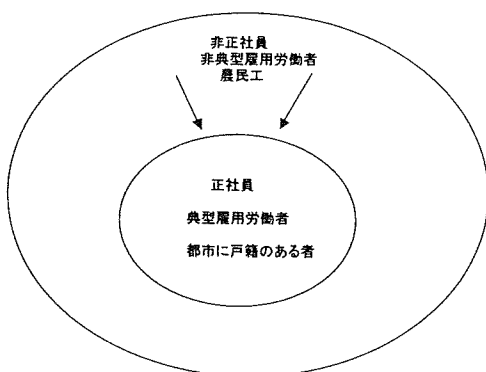 非正社員
非典型雇用労働者
農民工
正社員
典型雇用労働者
都市に戸籍のある者